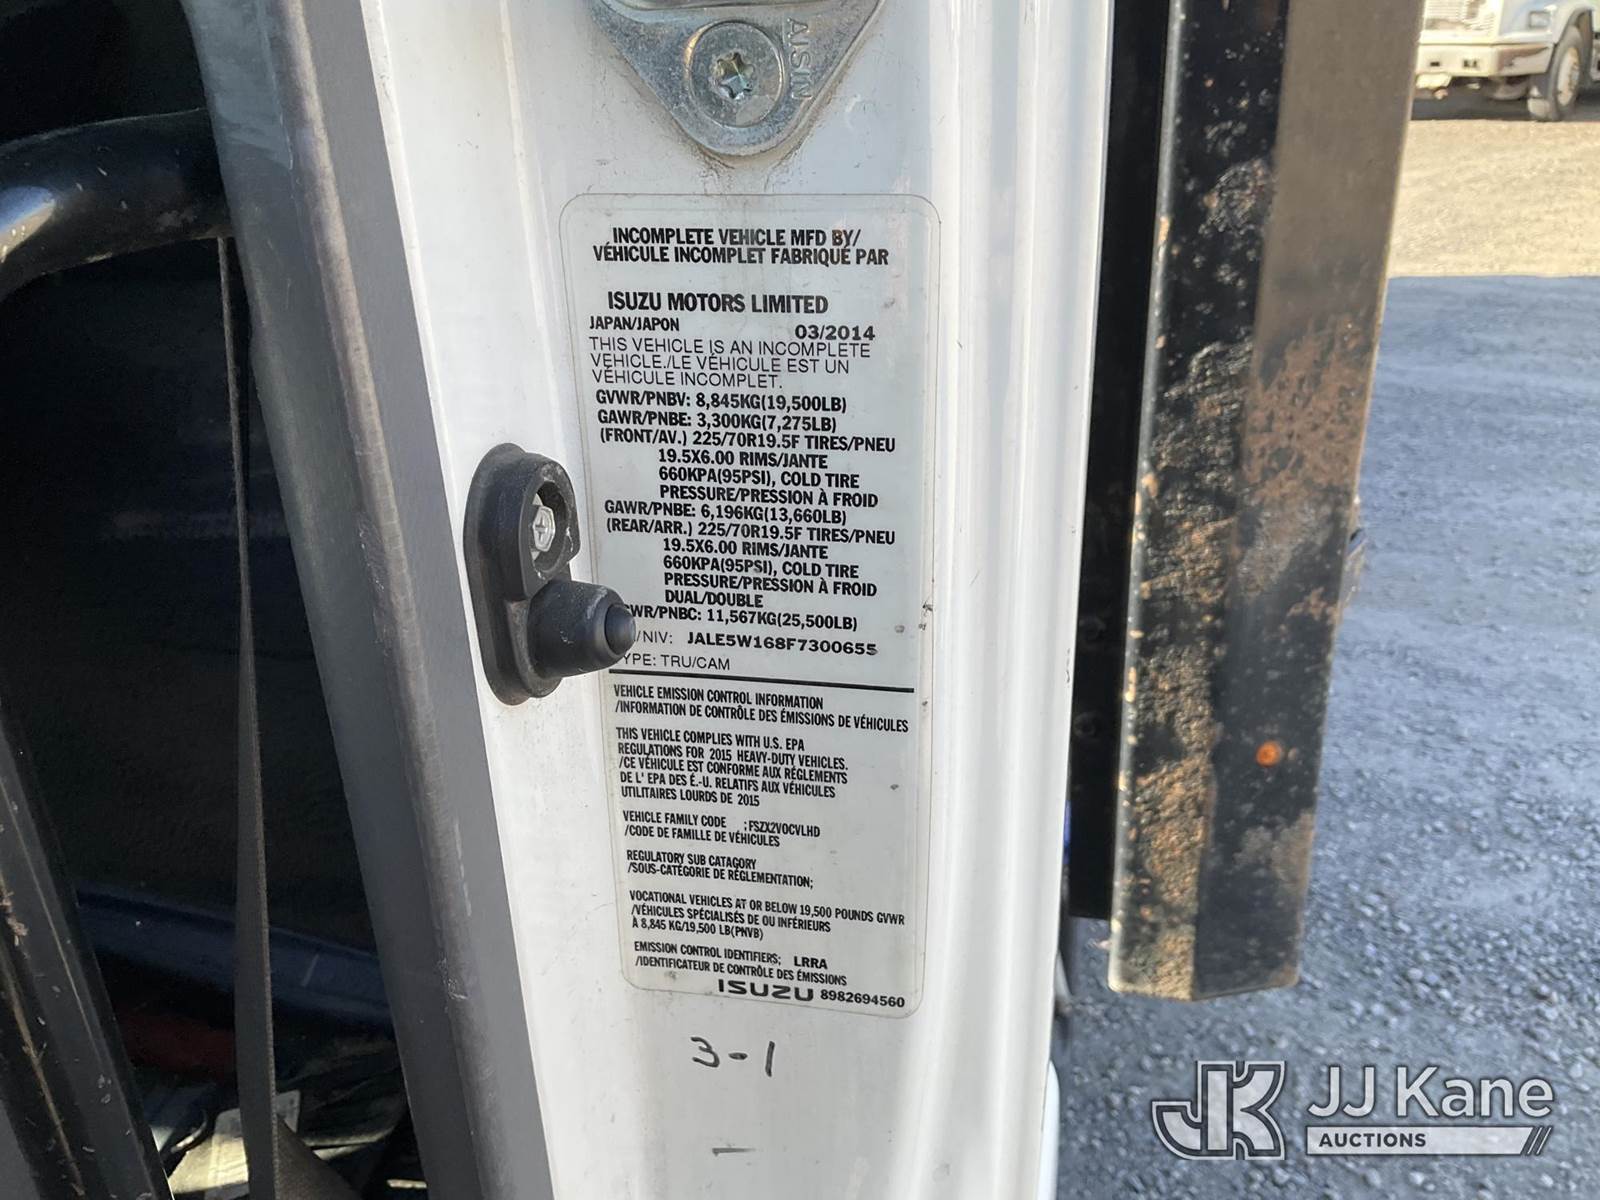 AISIN
INCOMPLETE VEHICLE MFD BY/
VÉHICULE INCOMPLET FABRIQUÉ PAR
ISUZU MOTORS LIMITED
JAPAN/JAPON 03/2014
THIS VEHICLE IS AN INCOMPLETE
VEHICLE./LE VÉHICULE EST UN
VÉHICULE INCOMPLET.
GVWR/PNBV: 8,845KG(19,500LB)
GAWR/PNBE: 3,300KG(7,275LB)
(FRONT/AV.) 225/70R19.5F TIRES/PNEU
19.5X6.00 RIMS/JANTE
660KPA(95PSI), COLD TIRE
PRESSURE/PRESSION À FROID
GAWR/PNBE: 6,196KG(13,660LB)
(REAR/ARR.) 225/70R19.5F TIRES/PNEU
19.5X6.00 RIMS/JANTE
660KPA(95PSI), COLD TIRE
PRESSURE/PRESSION À FROID
DUAL/DOUBLE
WR/PNBC: 11,567KG(25,500LB)
/NIV: JALE5W168F7300655
YPE: TRU/CAM
VEHICLE EMISSION CONTROL INFORMATION
/INFORMATION DE CONTRÔLE DES ÉMISSIONS DE VÉHICULES
THIS VEHICLE COMPLIES WITH U.S. EPA
REGULATIONS FOR 2015 HEAVY-DUTY VEHICLES.
/CE VÉHICULE EST CONFORME AUX RÉGLEMENTS
DE L' EPA DES É.-U. RELATIFS AUX VÉHICULES
UTILITAIRES LOURDS DE 2015
VEHICLE FAMILY CODE ;FSZX2VOCVLHD
/CODE DE FAMILLE DE VÉHICULES
REGULATORY SUB CATAGORY
/SOUS-CATÉGORIE DE RÉGLEMENTATION;
VOCATIONAL VEHICLES AT OR BELOW 19,500 POUNDS GVWR
/VÉHICULES SPÉCIALISÉS DE OU INFÉRIEURS
À 8,845 KG/19,500 LB(PNVB)
EMISSION CONTROL IDENTIFIERS; LRRA
/IDENTIFICATEUR DE CONTRÔLE DES ÉMISSIONS
ISUZU 8982694560
3-1
JK JJ Kane
AUCTIONS